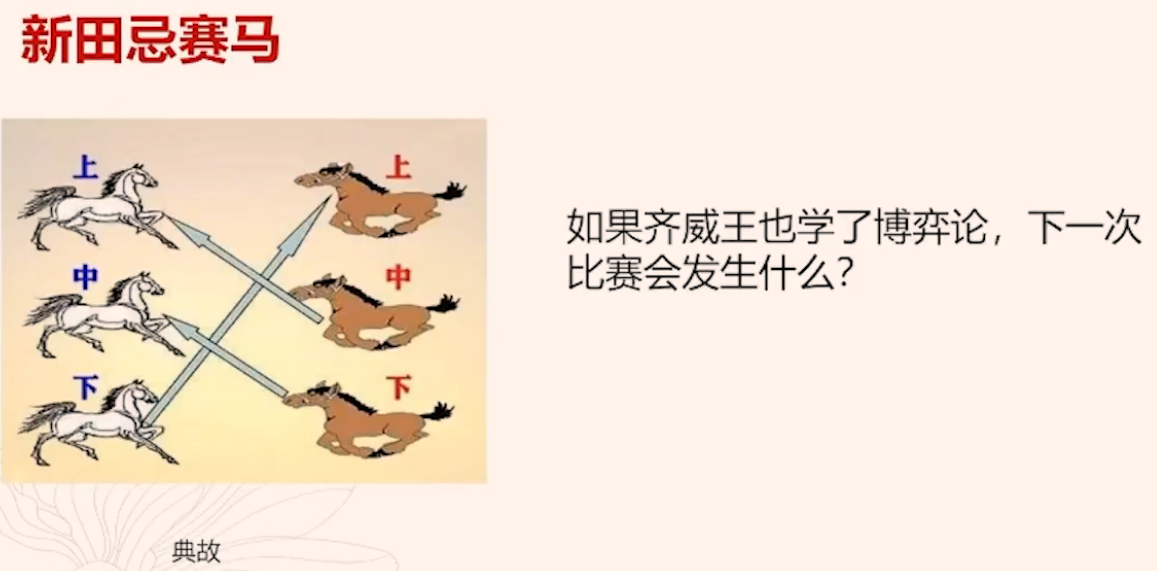 新田忌赛马
上 上
中 中
下 下
如果齐威王也学了博弈论，下一次
比赛会发生什么？
典故